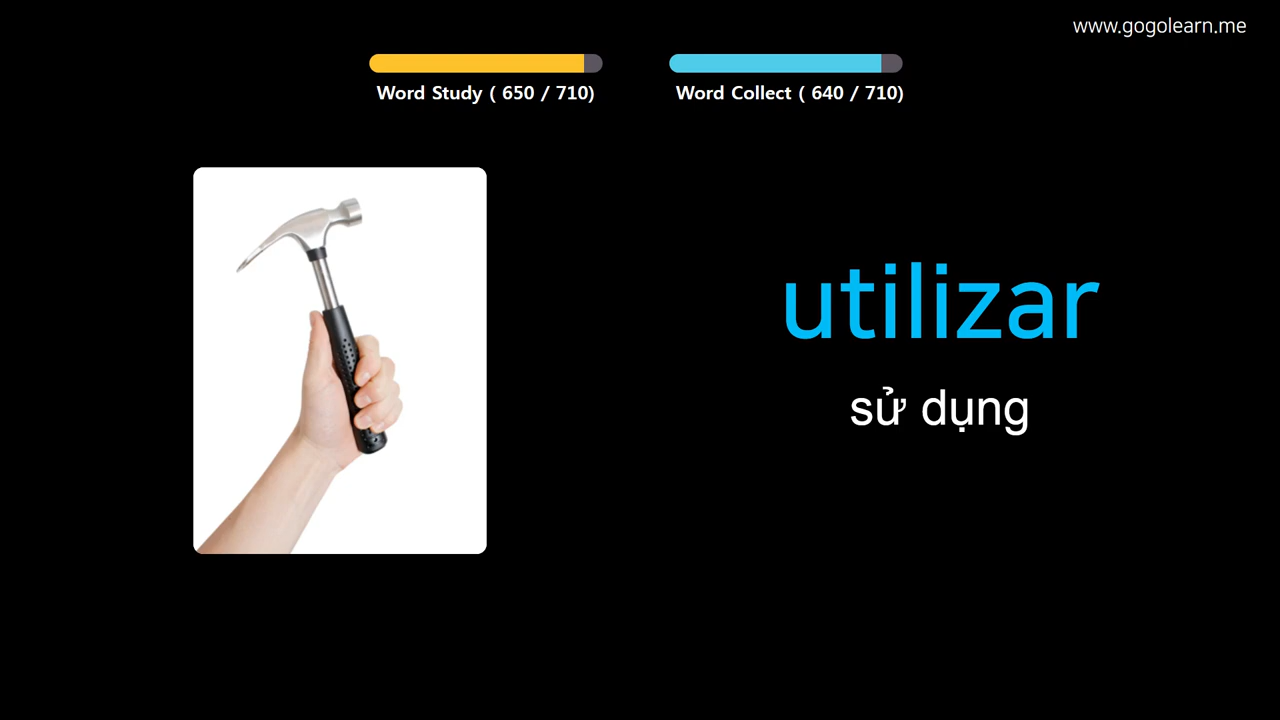 www.gogolearn.me
Word Study ( 650 / 710)
Word Collect ( 640 / 710)
utilizar
sử dụng